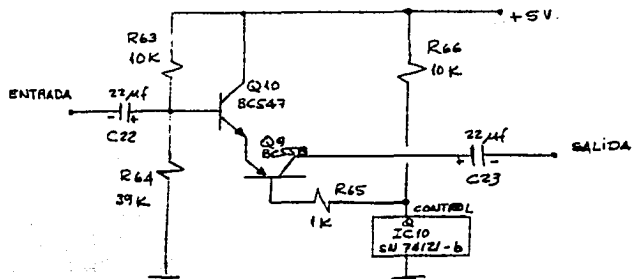 +5V.
R63
10K
R66
10K
Q10
BC547
ENTRADA
22µf
- +
C22
Q9
BC558
22µf
+ -
C23
SALIDA
R64
39K
R65
1K
CONTROL
Q
IC10
SN 74121-b